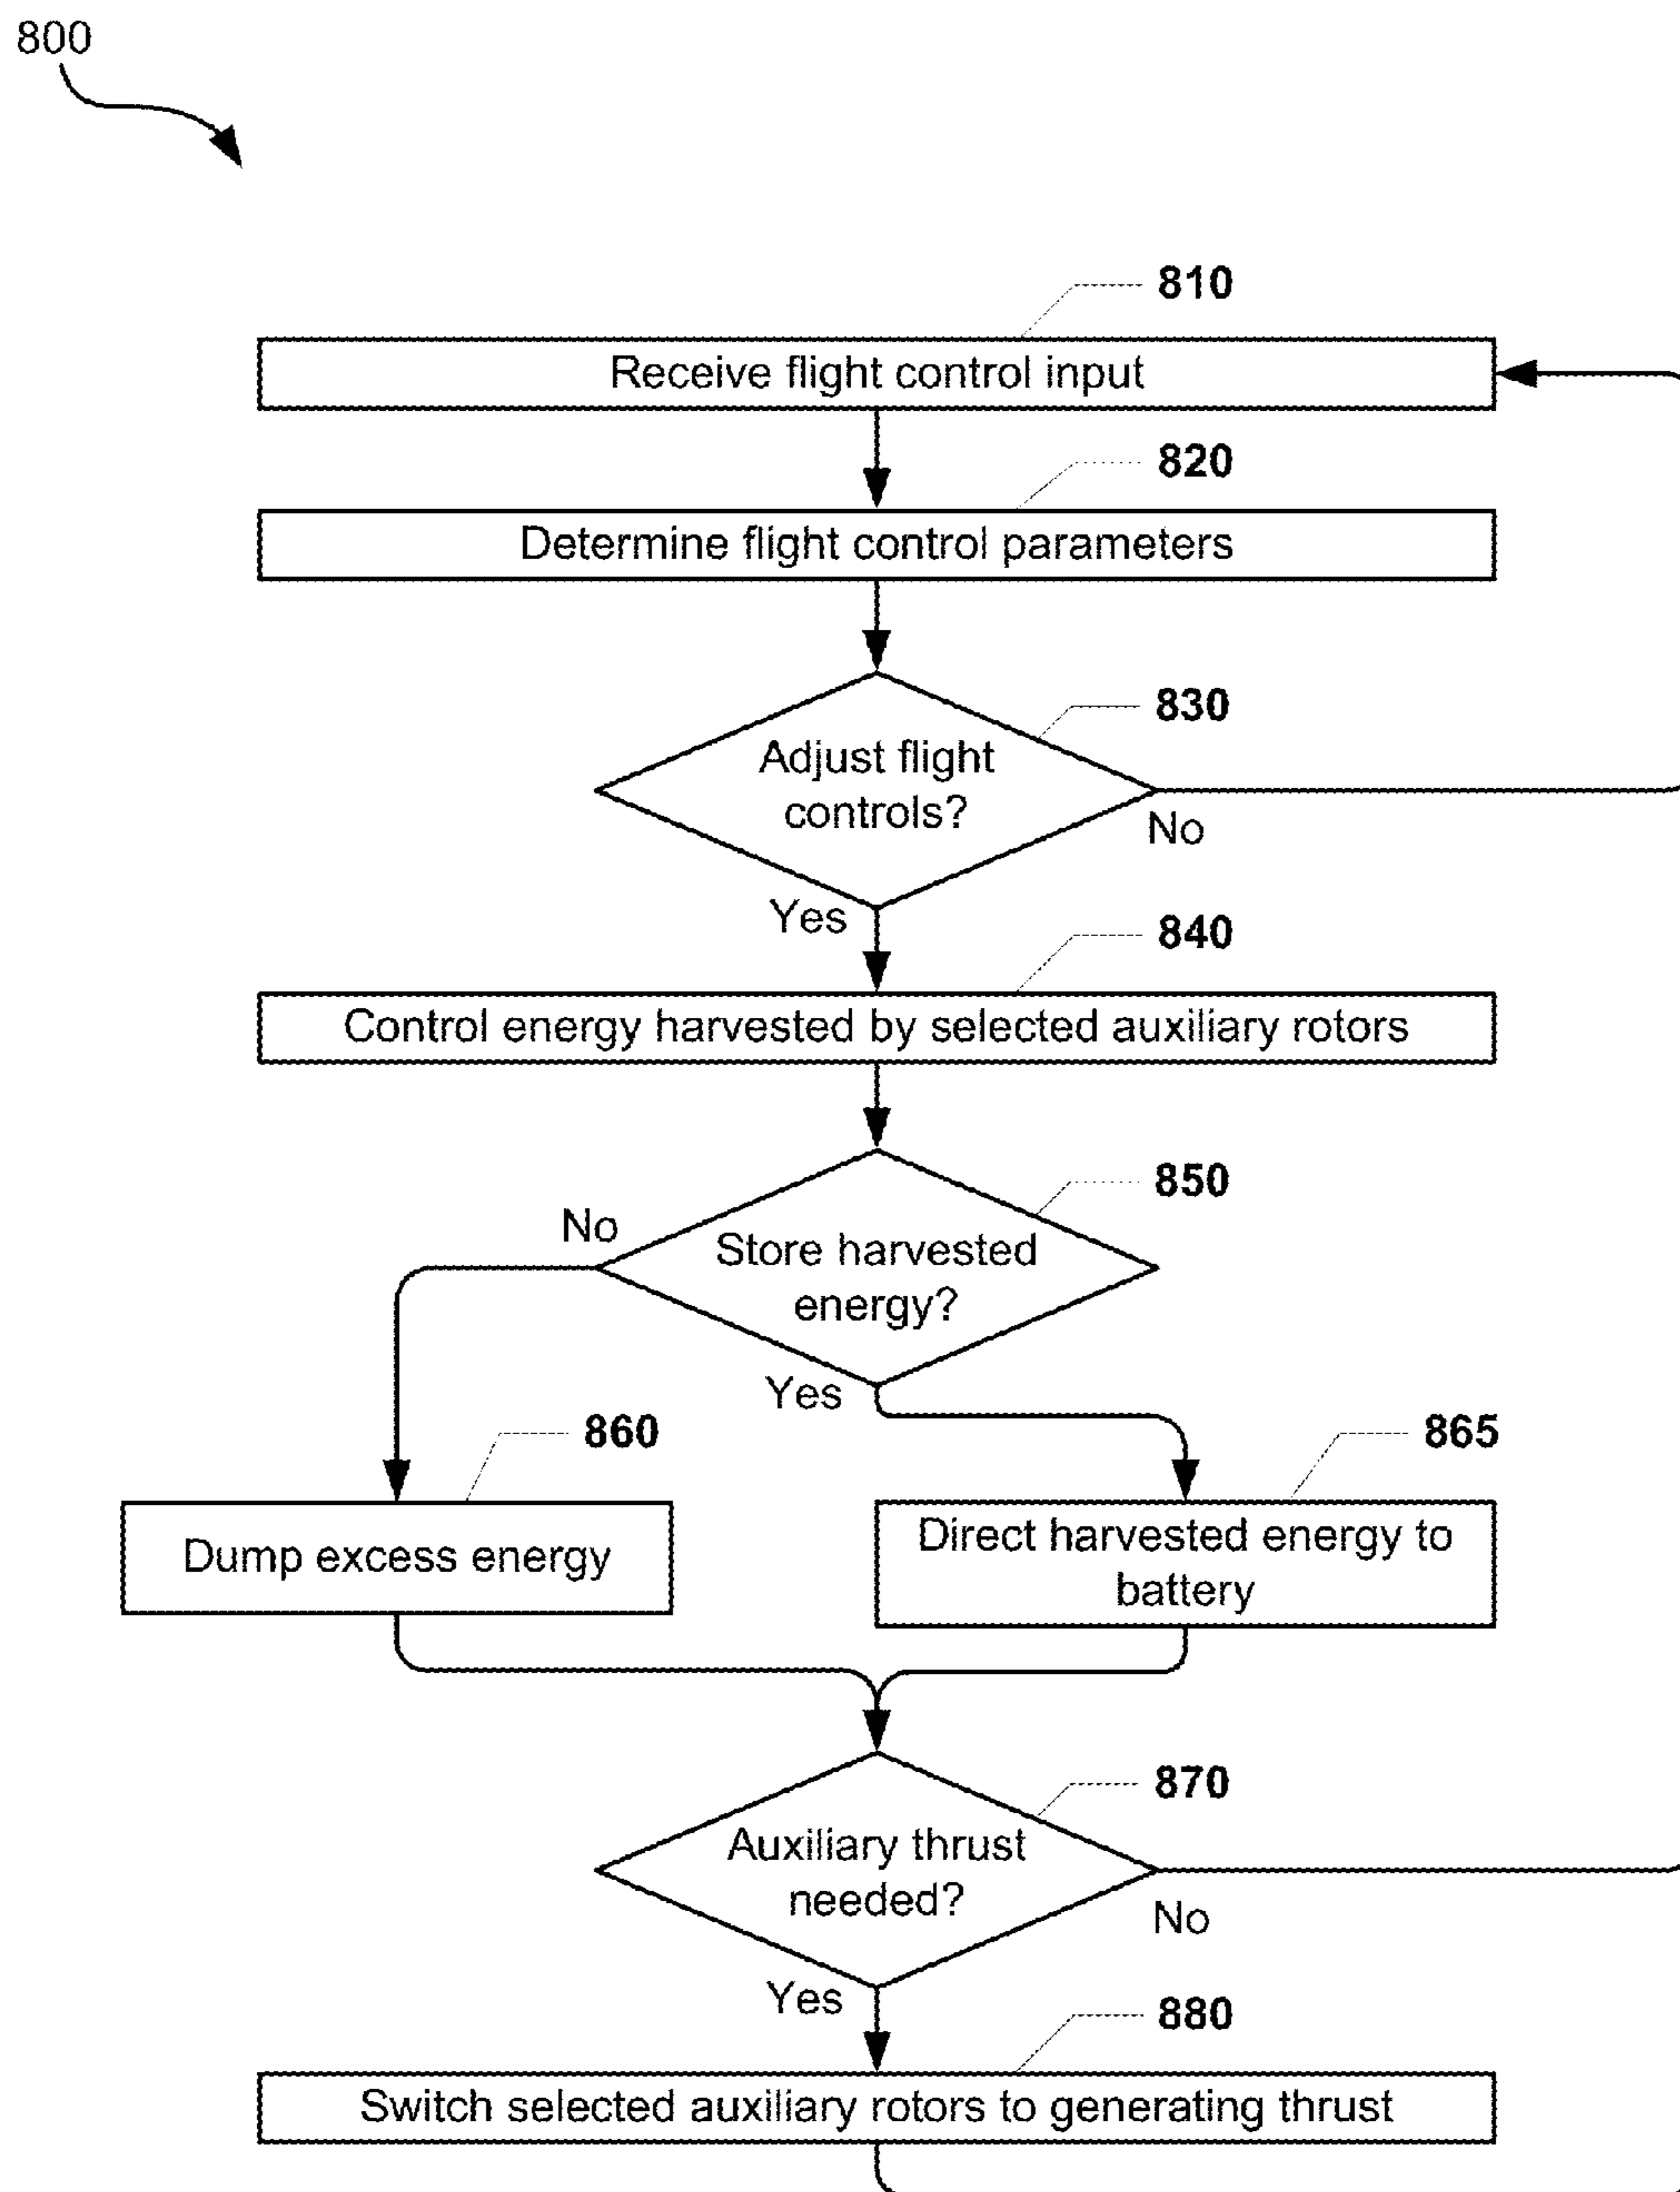 800
810
Receive flight control input
820
Determine flight control parameters
830
Adjust flight
controls?
No
Yes
840
Control energy harvested by selected auxiliary rotors
850
No
Store harvested
energy?
Yes
860
865
Dump excess energy
Direct harvested energy to
battery
870
Auxiliary thrust
needed?
No
Yes
880
Switch selected auxiliary rotors to generating thrust